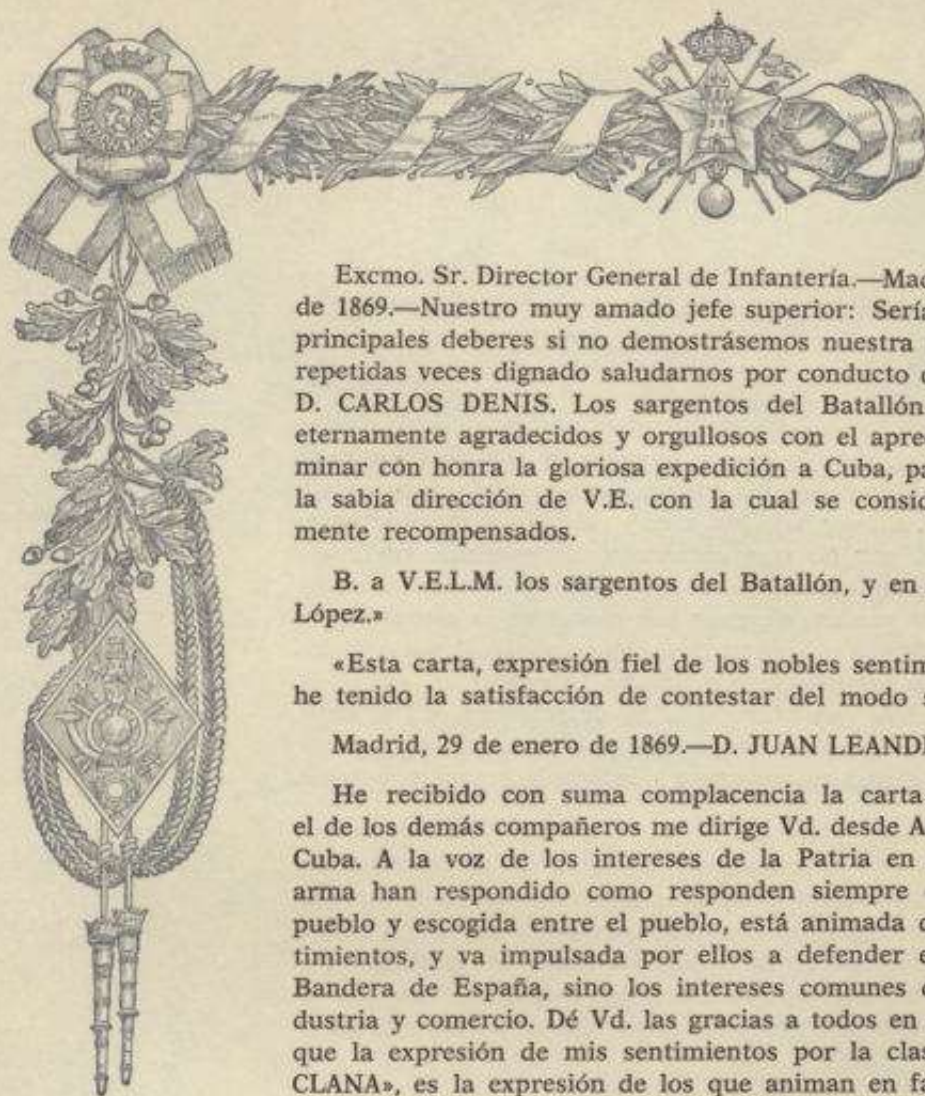 Excmo. Sr. Director General de Infantería.—Mad
de 1869.—Nuestro muy amado jefe superior: Sería
principales deberes si no demostrásemos nuestra
repetidas veces dignado saludarnos por conducto
D. CARLOS DENIS. Los sargentos del Batallón
eternamente agradecidos y orgullosos con el apre
minar con honra la gloriosa expedición a Cuba, pa
la sabia dirección de V.E. con la cual se consid
mente recompensados.
B. a V.E.L.M. los sargentos del Batallón, y en
López.»
«Esta carta, expresión fiel de los nobles sentim
he tenido la satisfacción de contestar del modo s
Madrid, 29 de enero de 1869.—D. JUAN LEAND
He recibido con suma complacencia la carta
el de los demás compañeros me dirige Vd. desde A
Cuba. A la voz de los intereses de la Patria en
arma han respondido como responden siempre
pueblo y escogida entre el pueblo, está animada
timientos, y va impulsada por ellos a defender e
Bandera de España, sino los intereses comunes
dustria y comercio. Dé Vd. las gracias a todos en
que la expresión de mis sentimientos por la clas
CLANA», es la expresión de los que animan en fa